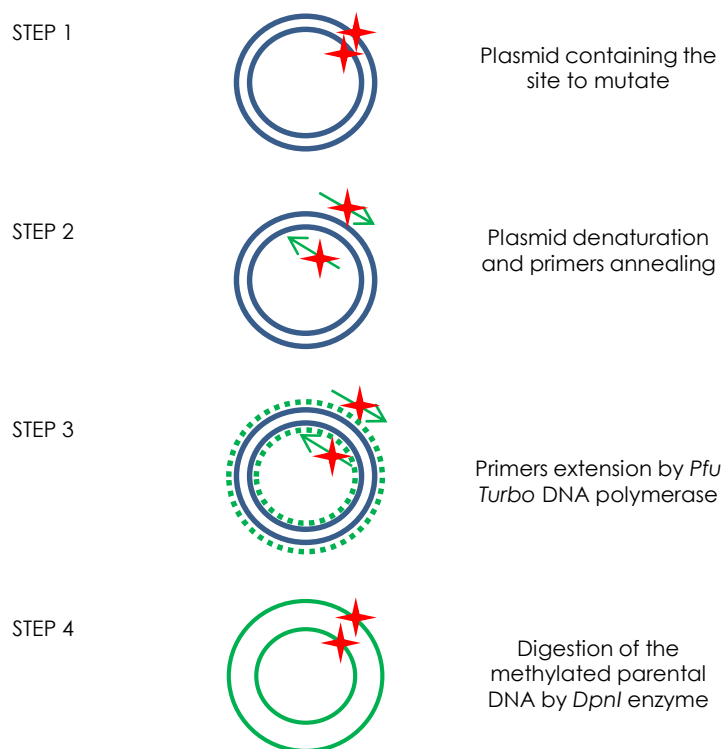 STEP 1
Plasmid containing the
site to mutate
STEP 2
Plasmid denaturation
and primers annealing
STEP 3
Primers extension by Pfu
Turbo DNA polymerase
STEP 4
Digestion of the
methylated parental
DNA by DpnI enzyme